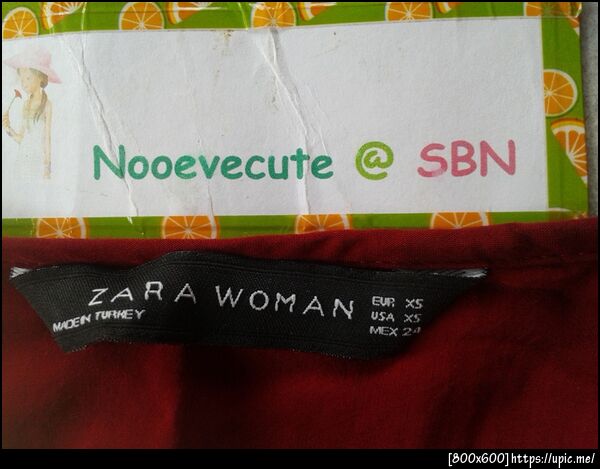 Nooevecute @ SBN
ZARA WOMAN
MADE IN TURKEY
EUR XS
USA XS
MEX 24
[800x600]https://upic.me/